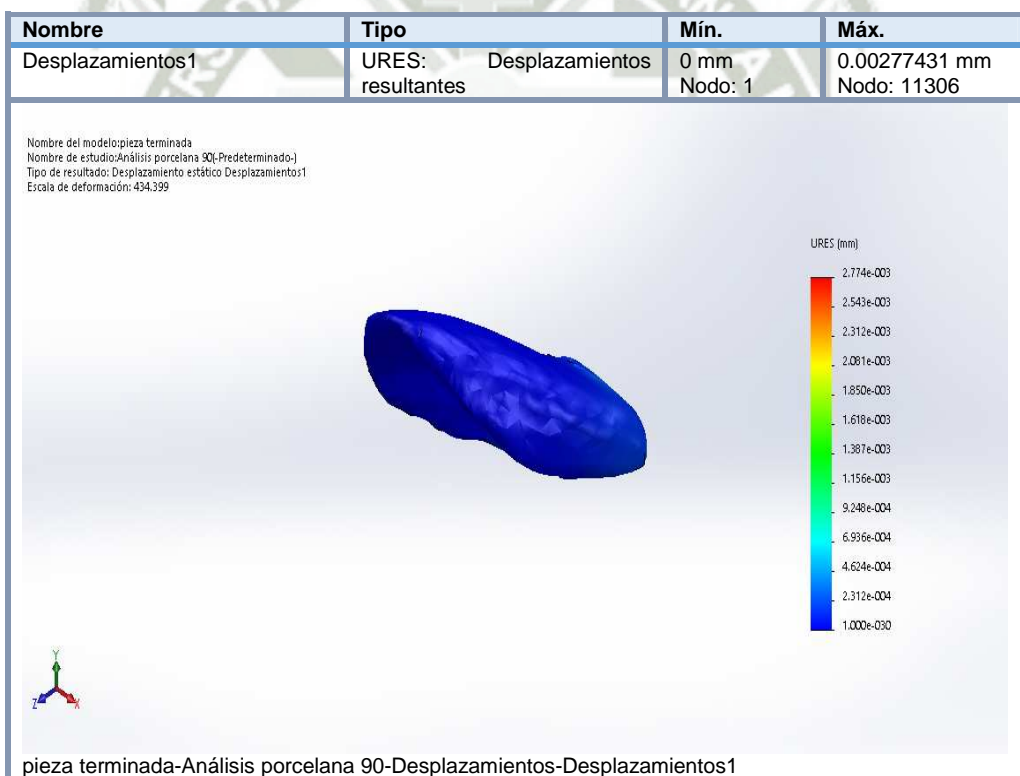 Nombre Tipo Mín. Máx.
Desplazamientos1 URES: Desplazamientos 0 mm 0.00277431 mm
resultantes Nodo: 1 Nodo: 11306
Nombre del modelo:pieza terminada
Nombre de estudio:Análisis porcelana 90(-Predeterminado-)
Tipo de resultado: Desplazamiento estático Desplazamientos1
Escala de deformación: 434.399
URES (mm)
2.774e-003
2.543e-003
2.312e-003
2.081e-003
1.850e-003
1.618e-003
1.387e-003
1.156e-003
9.248e-004
6.936e-004
4.624e-004
2.312e-004
1.000e-030
Y
Z X
pieza terminada-Análisis porcelana 90-Desplazamientos-Desplazamientos1